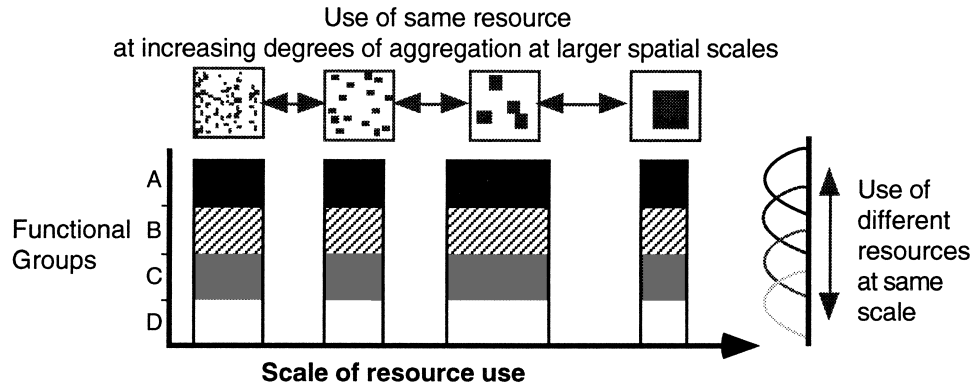 Use of same resource
at increasing degrees of aggregation at larger spatial scales
A
B
C
D
Functional
Groups
Use of
different
resources
at same
scale
Scale of resource use